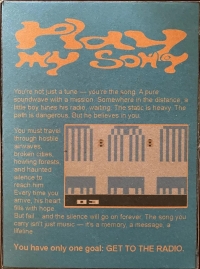 PLAY
MY SONG
You're not just a tune — you're the song. A pure
soundwave with a mission. Somewhere in the distance, a
little boy tunes his radio, waiting. The static is heavy. The
path is dangerous. But he believes in you.
You must travel
through hostile
airwaves,
broken cities,
howling forests
and haunted
silence to
reach him.
Every time you
arrive, his heart
fills with hope.
But fail... and the silence will go on forever. The song you
carry isn't just music — it's a memory, a message, a
lifeline.
03
You have only one goal: GET TO THE RADIO.